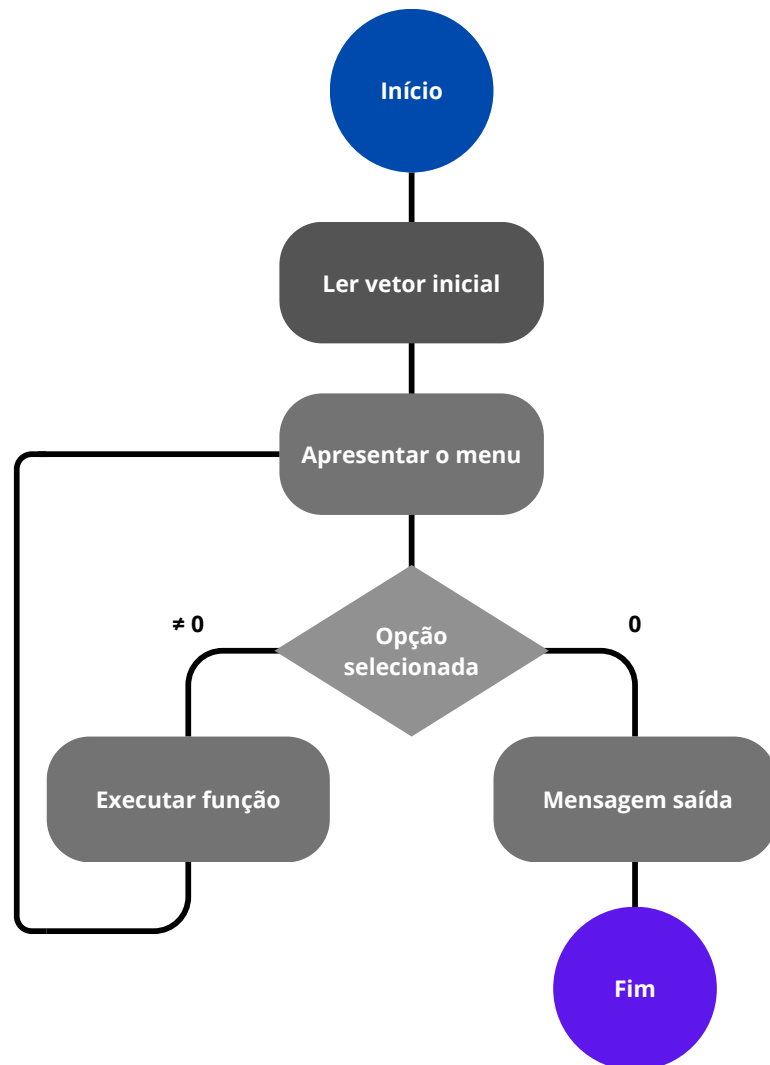 Início
Ler vetor inicial
Apresentar o menu
≠ 0
0
Opção
selecionada
Executar função
Mensagem saída
Fim